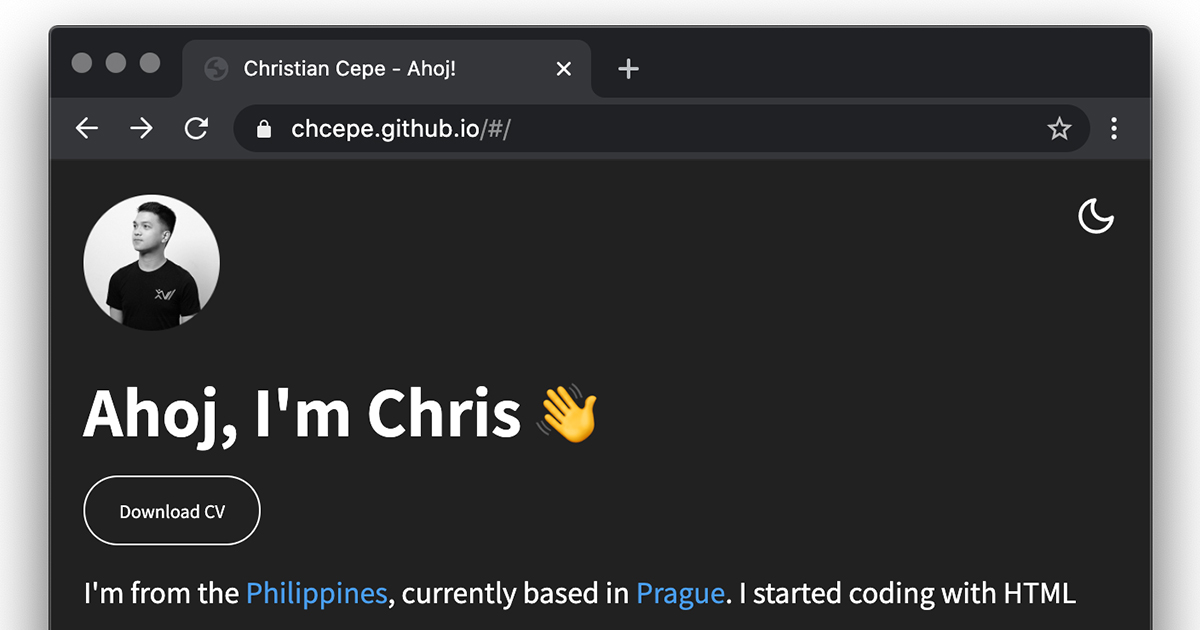 Christian Cepe - Ahoj!
chcepe.github.io/#/
Ahoj, I'm Chris 👋
Download CV
I'm from the Philippines, currently based in Prague. I started coding with HTML